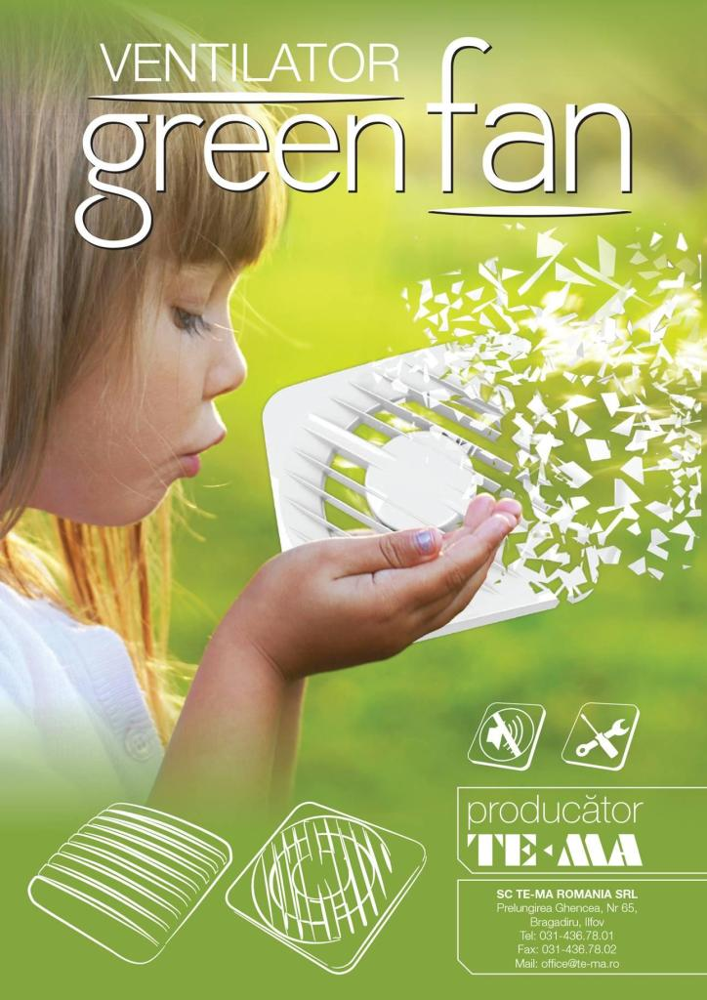 VENTILATOR
green fan
producător
TE·MA
SC TE-MA ROMANIA SRL
Prelungirea Ghencea, Nr 65,
Bragadiru, Ilfov
Tel: 031-436.78.01
Fax: 031-436.78.02
Mail: office@te-ma.ro